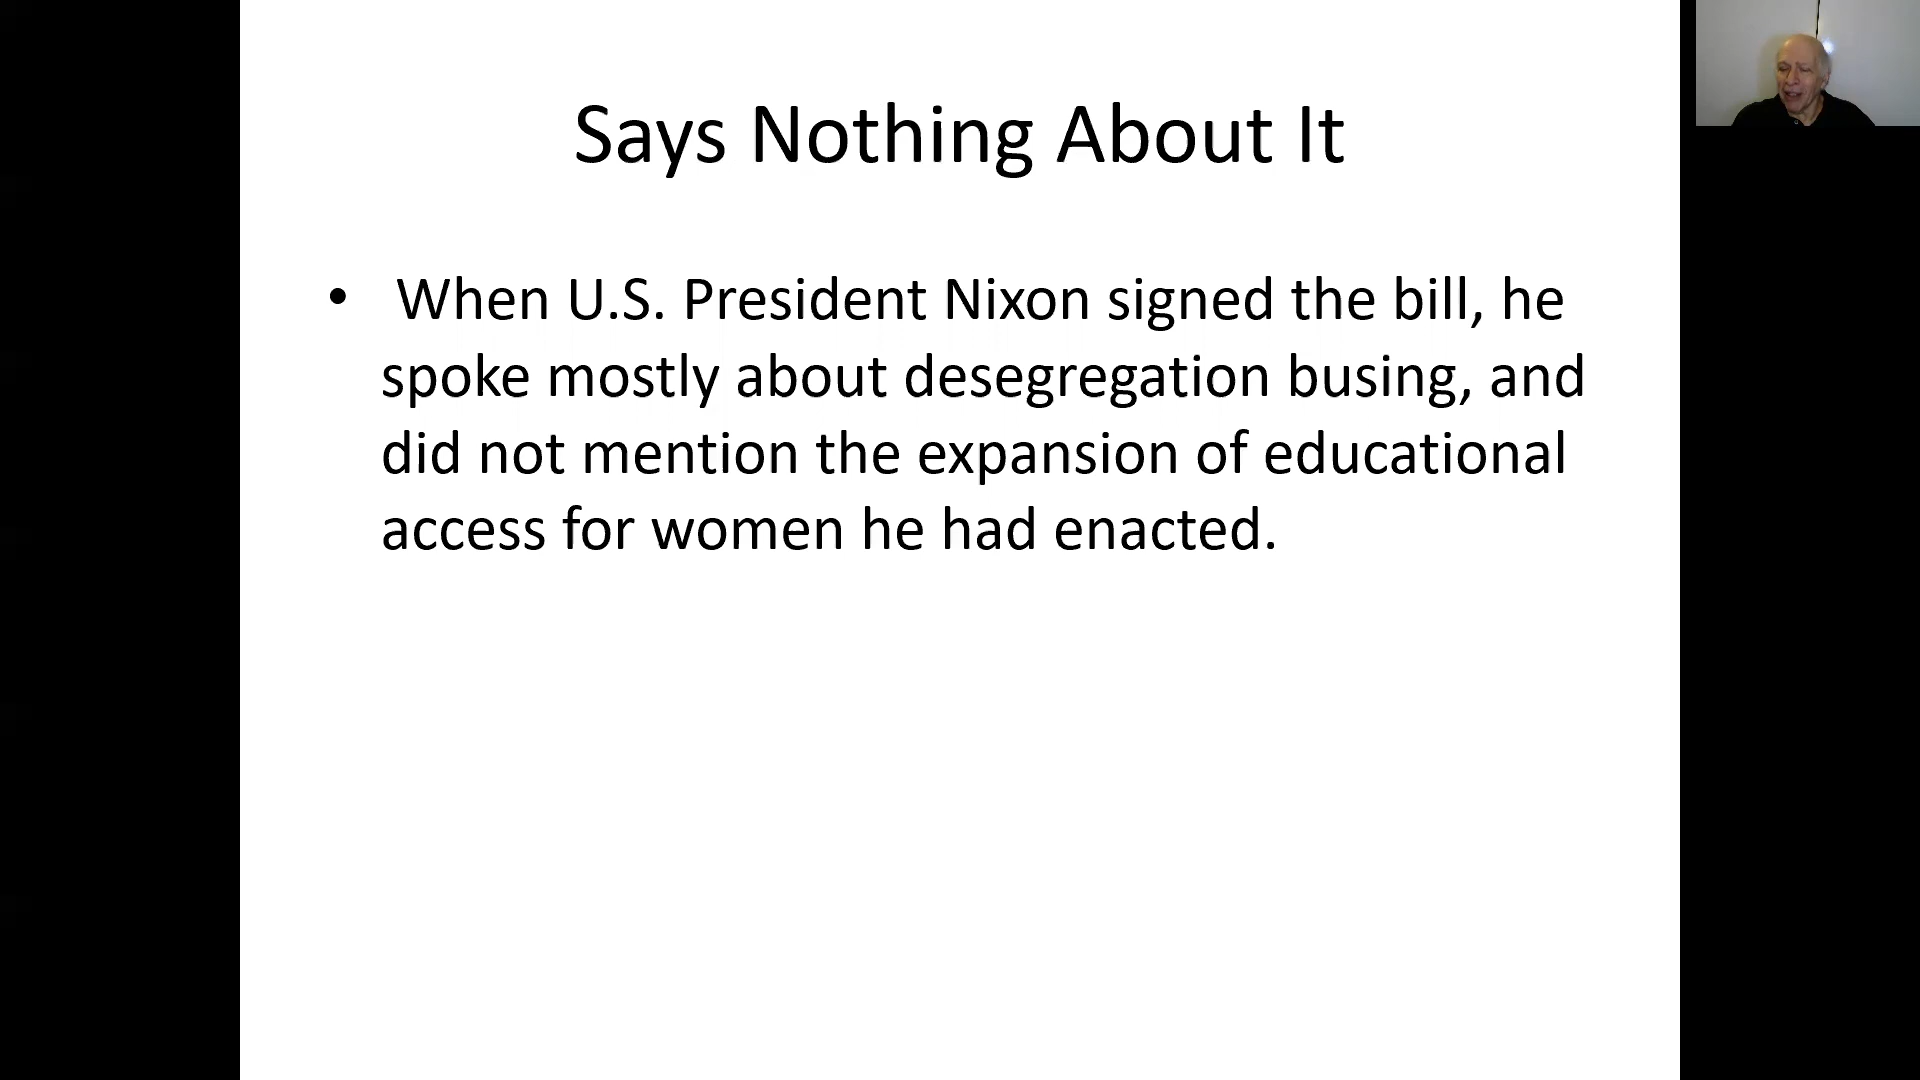 Says Nothing About It
• When U.S. President Nixon signed the bill, he
spoke mostly about desegregation busing, and
did not mention the expansion of educational
access for women he had enacted.